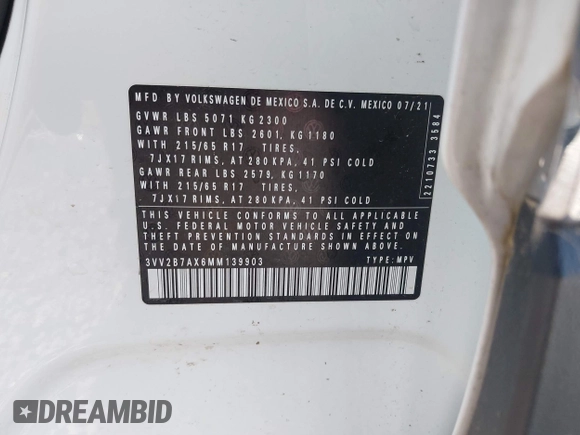 MFD BY VOLKSWAGEN DE MEXICO S.A. DE C.V. MEXICO 07/21
GVWR LBS 5071 KG 2300
GAWR FRONT LBS 2601, KG 1180
WITH 215/65 R17 TIRES,
7JX17 RIMS, AT 280 KPA, 41 PSI COLD
GAWR REAR LBS 2579, KG 1170
WITH 215/65 R17 TIRES,
7JX17 RIMS, AT 280 KPA, 41 PSI COLD
THIS VEHICLE CONFORMS TO ALL APPLICABLE
U.S. FEDERAL MOTOR VEHICLE SAFETY AND
THEFT PREVENTION STANDARDS IN EFFECT ON
THE DATE OF MANUFACTURE SHOWN ABOVE.
3VV2B7AX6MM139903 TYPE: MPV
2210733 3584
DREAMBID